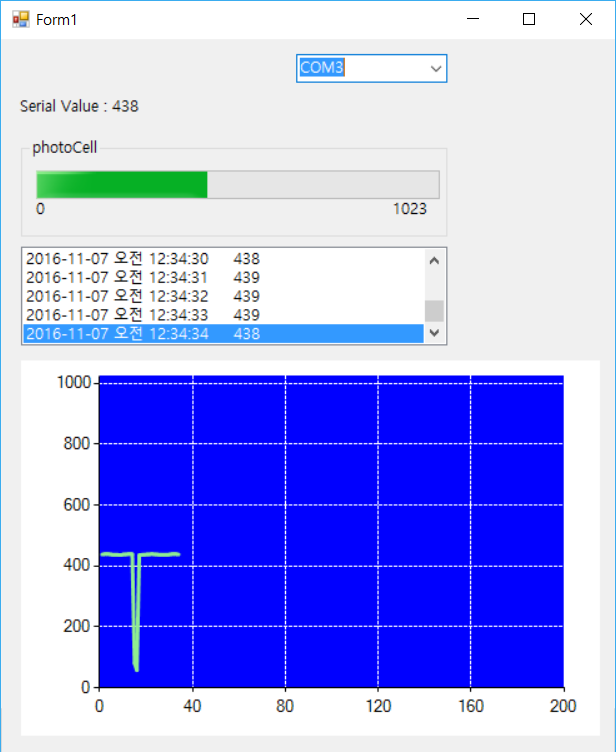 Form1
COM3
Serial Value : 438
photoCell
0 1023
2016-11-07 오전 12:34:30 438
2016-11-07 오전 12:34:31 439
2016-11-07 오전 12:34:32 439
2016-11-07 오전 12:34:33 439
2016-11-07 오전 12:34:34 438
1000
800
600
400
200
0
0 40 80 120 160 200